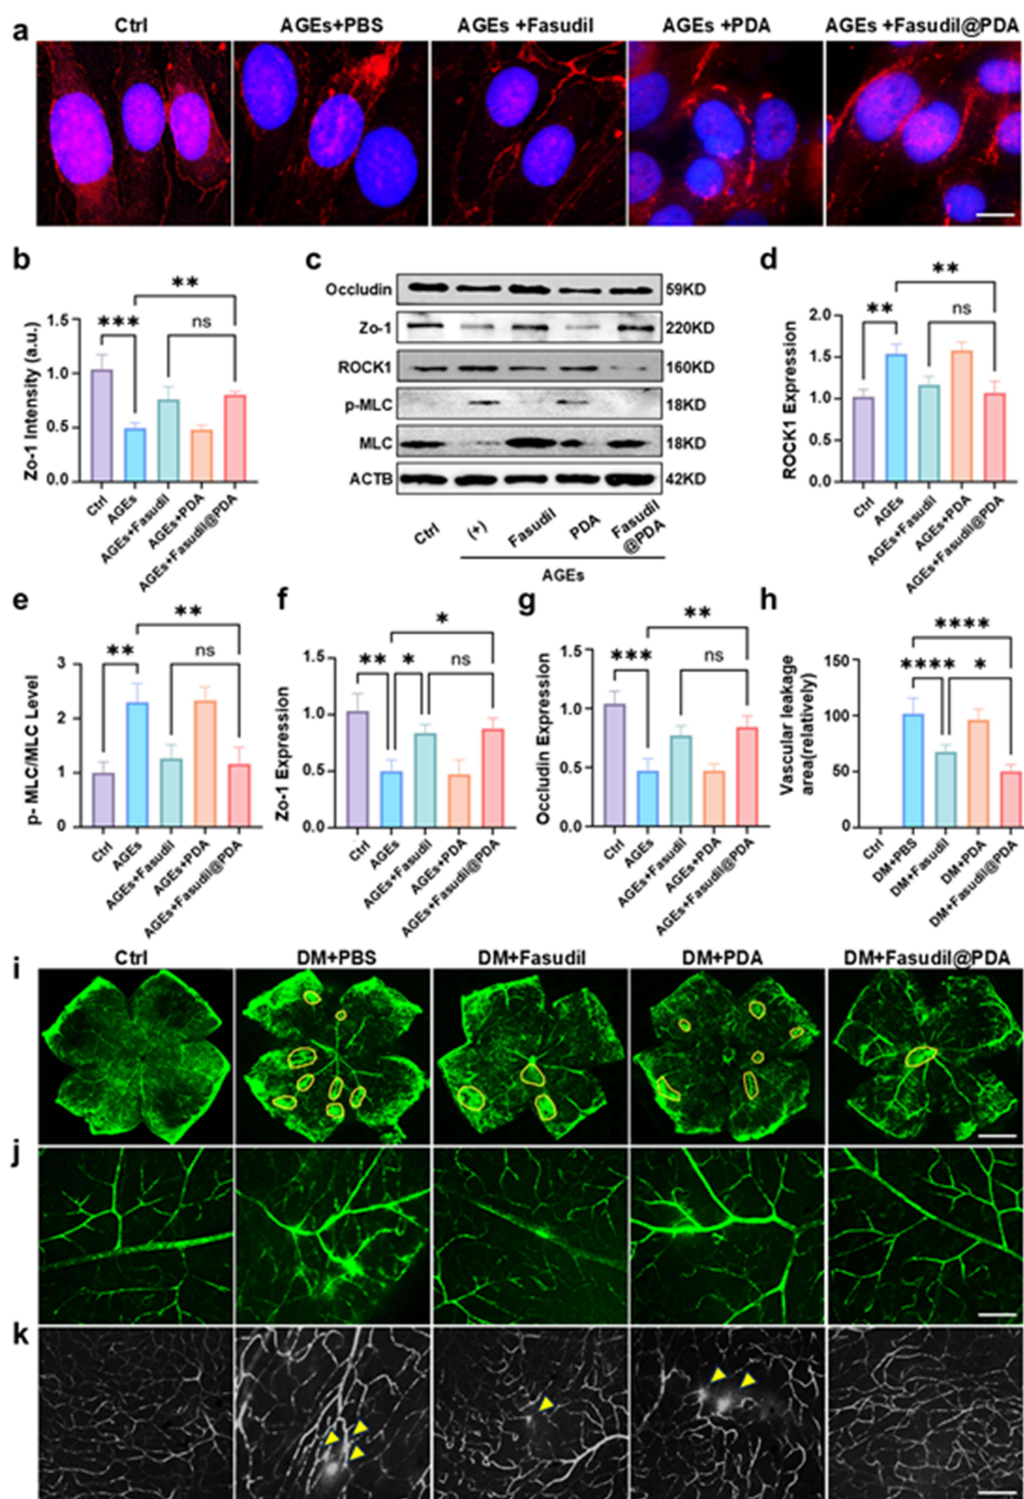 a
Ctrl
AGEs+PBS
AGEs +Fasudil
AGEs +PDA
AGEs +Fasudil@PDA
b
Zo-1 Intensity (a.u.)
1.5
1.0
0.5
0.0
***
**
ns
Ctrl
AGEs
AGEs+Fasudil
AGEs+PDA
AGEs+Fasudil@PDA
c
Occludin 59KD
Zo-1 220KD
ROCK1 160KD
p-MLC 18KD
MLC 18KD
ACTB 42KD
Ctrl
(+)
Fasudil
PDA
Fasudil
@PDA
AGEs
d
ROCK1 Expression
2.0
1.5
1.0
0.5
0.0
**
**
ns
Ctrl
AGEs
AGEs+Fasudil
AGEs+PDA
AGEs+Fasudil@PDA
e
p- MLC/MLC Level
3
2
1
0
**
**
ns
Ctrl
AGEs
AGEs+Fasudil
AGEs+PDA
AGEs+Fasudil@PDA
f
Zo-1 Expression
1.5
1.0
0.5
0.0
*
**
*
ns
Ctrl
AGEs
AGEs+Fasudil
AGEs+PDA
AGEs+Fasudil@PDA
g
Occludin Expression
1.5
1.0
0.5
0.0
**
***
ns
Ctrl
AGEs
AGEs+Fasudil
AGEs+PDA
AGEs+Fasudil@PDA
h
Vascular leakage
area(relatively)
150
100
50
0
****
****
*
Ctrl
DM+PBS
DM+Fasudil
DM+PDA
DM+Fasudil@PDA
i
Ctrl
DM+PBS
DM+Fasudil
DM+PDA
DM+Fasudil@PDA
j
k